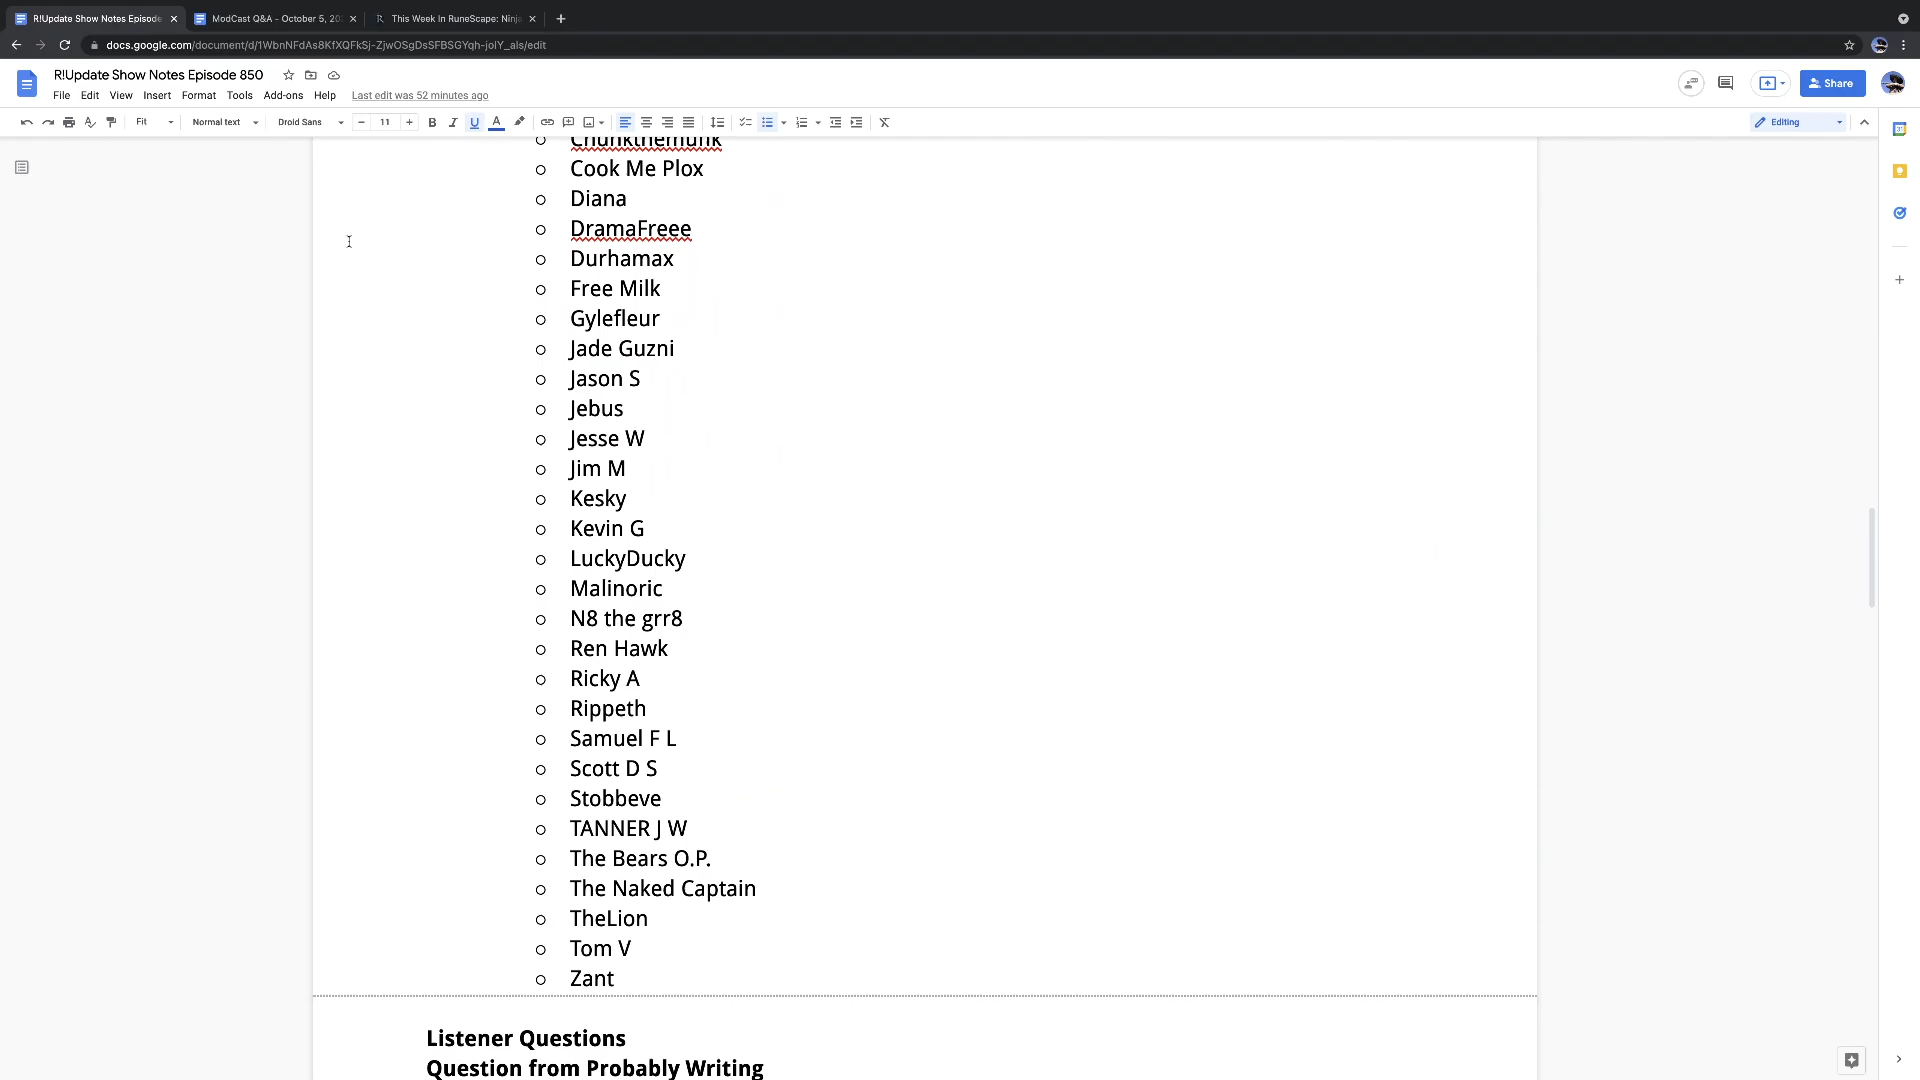 R!Update Show Notes Episode
ModCast Q&A - October 5, 20
This Week In RuneScape: Ninja
docs.google.com/document/d/1WbnNFdAs8KfXQFkSj-ZjwOSgDsSFBSGYqh-jolY_als/edit
R!Update Show Notes Episode 850
File Edit View Insert Format Tools Add-ons Help Last edit was 52 minutes ago
Share
Fit Normal text Droid Sans 11 B I U A Editing
Chunkthemunk
Cook Me Plox
Diana
DramaFreee
Durhamax
Free Milk
Gylefleur
Jade Guzni
Jason S
Jebus
Jesse W
Jim M
Kesky
Kevin G
LuckyDucky
Malinoric
N8 the grr8
Ren Hawk
Ricky A
Rippeth
Samuel F L
Scott D S
Stobbeve
TANNER J W
The Bears O.P.
The Naked Captain
TheLion
Tom V
Zant
Listener Questions
Question from Probably Writing